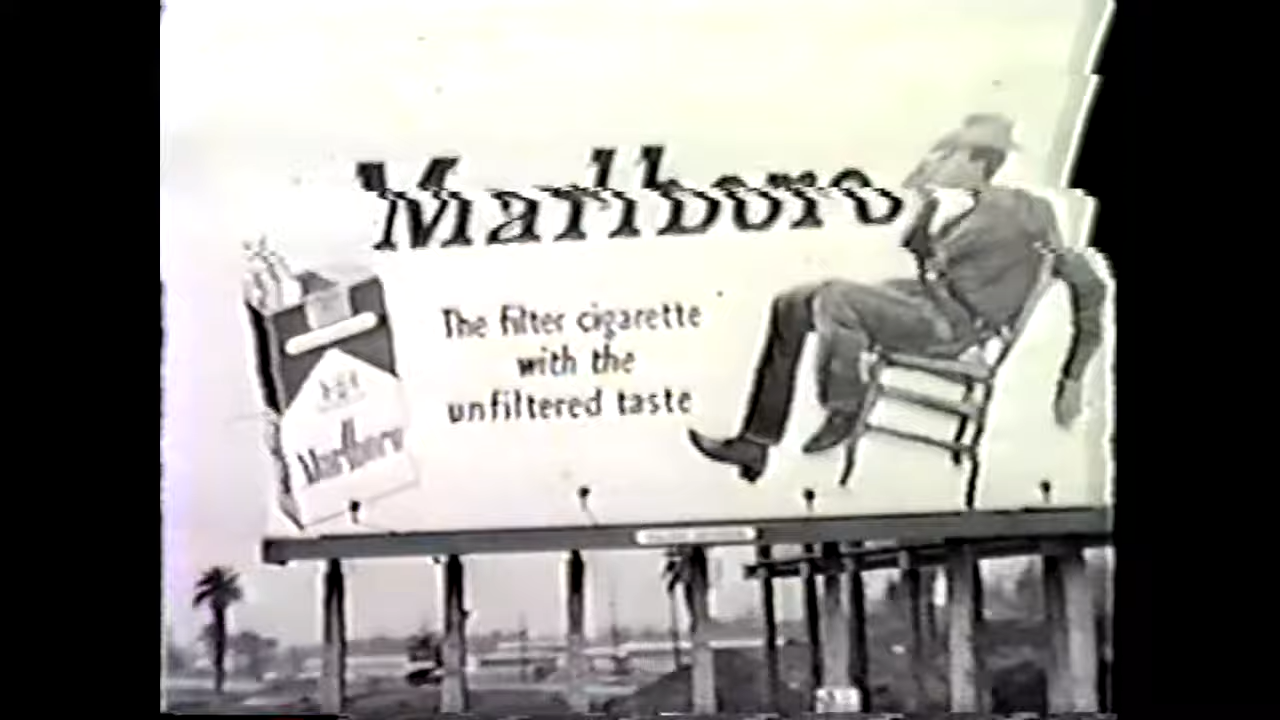 Marlboro
The filter cigarette
with the
unfiltered taste
Marlboro